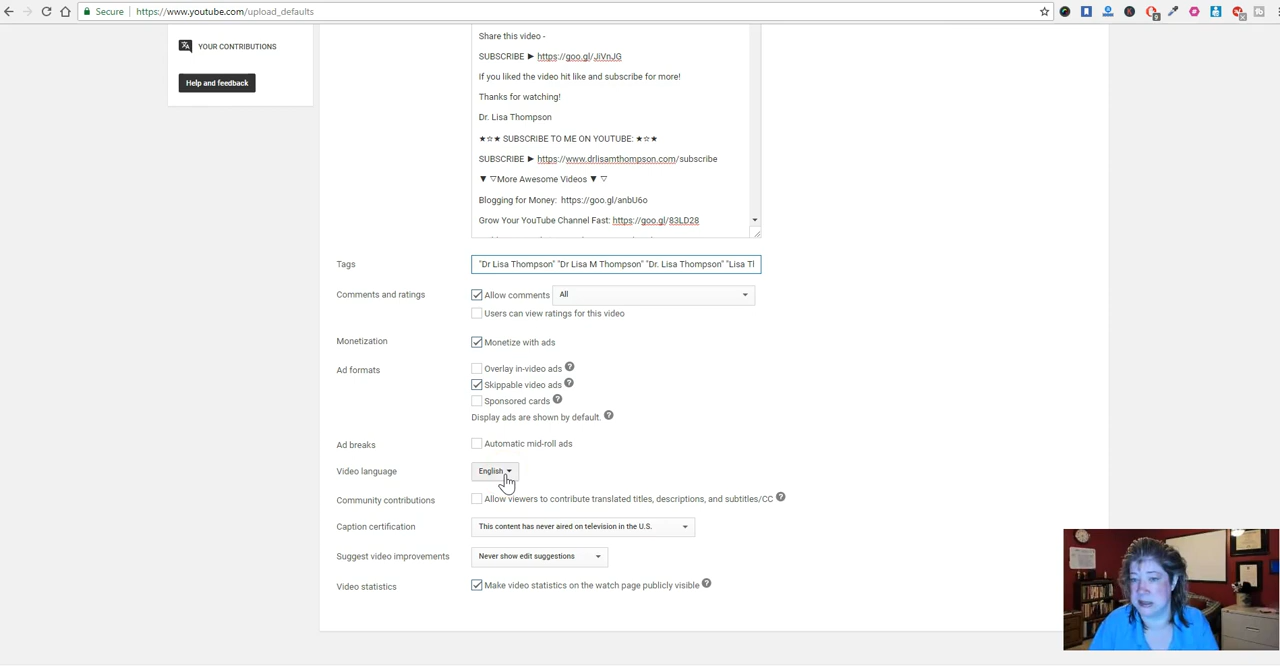 Secure https://www.youtube.com/upload_defaults
YOUR CONTRIBUTIONS
Help and feedback
Share this video -
SUBSCRIBE ► https://goo.gl/JiVnJG
If you liked the video hit like and subscribe for more!
Thanks for watching!
Dr. Lisa Thompson
★☆★ SUBSCRIBE TO ME ON YOUTUBE: ★☆★
SUBSCRIBE ► https://www.drlisamthompson.com/subscribe
▼ ▽More Awesome Videos ▼ ▽
Blogging for Money: https://goo.gl/anbU6o
Grow Your YouTube Channel Fast: https://goo.gl/83LD28
Tags "Dr Lisa Thompson" "Dr Lisa M Thompson" "Dr. Lisa Thompson" "Lisa Tl
Comments and ratings Allow comments All
Users can view ratings for this video
Monetization Monetize with ads
Ad formats Overlay in-video ads ?
Skippable video ads ?
Sponsored cards ?
Display ads are shown by default. ?
Ad breaks Automatic mid-roll ads
Video language English
Community contributions Allow viewers to contribute translated titles, descriptions, and subtitles/CC ?
Caption certification This content has never aired on television in the U.S.
Suggest video improvements Never show edit suggestions
Video statistics Make video statistics on the watch page publicly visible ?